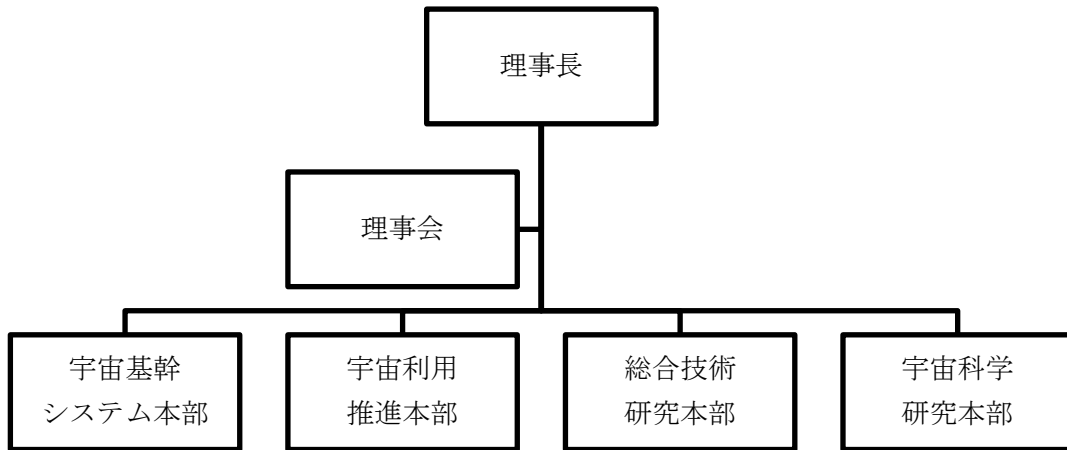 理事長
理事会
宇宙基幹
システム本部
宇宙利用
推進本部
総合技術
研究本部
宇宙科学
研究本部